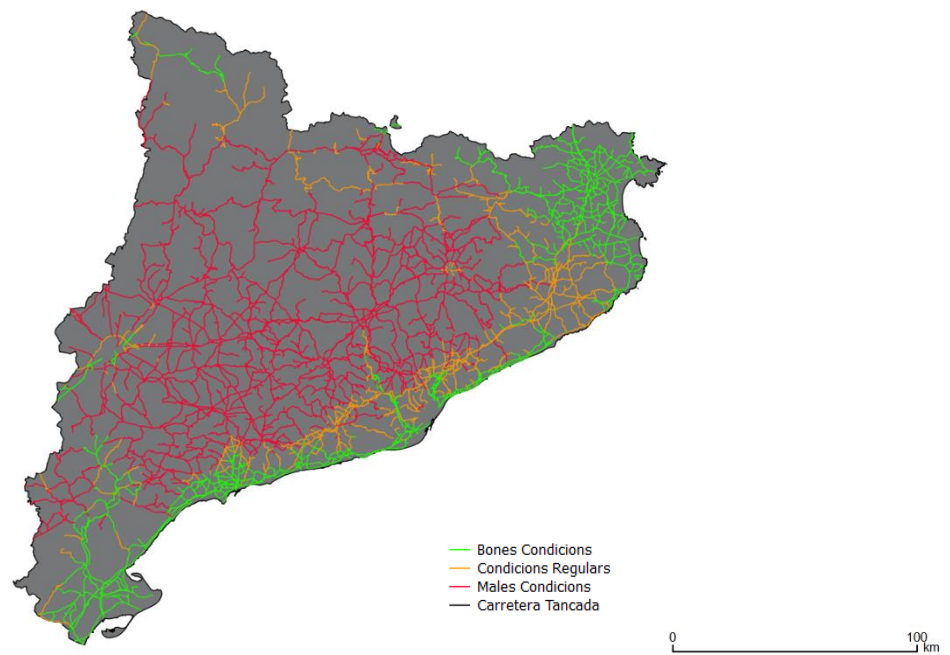 Bones Condicions
Condicions Regulars
Males Condicions
Carretera Tancada
0 100
km